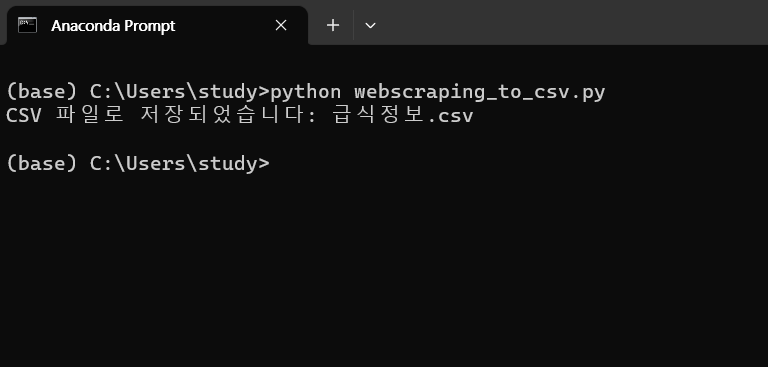 Anaconda Prompt
(base) C:\Users\study>python webscraping_to_csv.py
CSV 파일로 저장되었습니다: 급식정보.csv
(base) C:\Users\study>